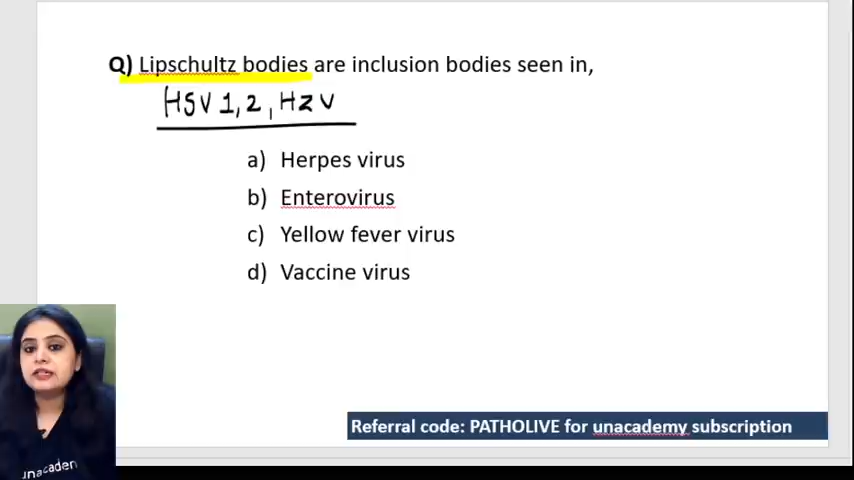 Q) Lipschultz bodies are inclusion bodies seen in,
HSV 1, 2, HZV
a) Herpes virus
b) Enterovirus
c) Yellow fever virus
d) Vaccine virus
Referral code: PATHOLIVE for unacademy subscription
unacaden